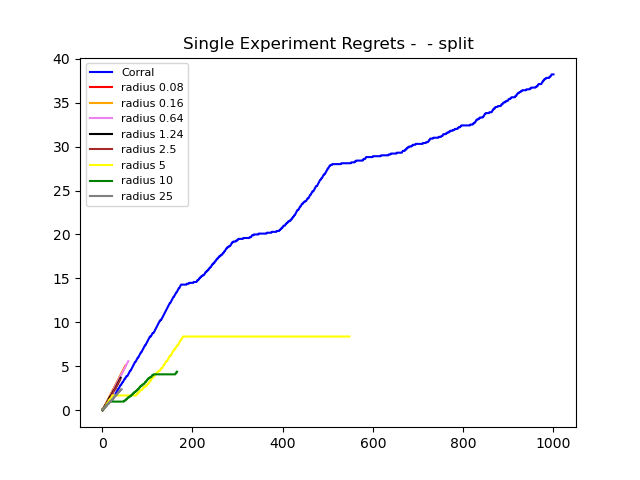 Single Experiment Regrets -  - split
40
35
30
25
20
15
10
5
0
Corral
radius 0.08
radius 0.16
radius 0.64
radius 1.24
radius 2.5
radius 5
radius 10
radius 25
0 200 400 600 800 1000